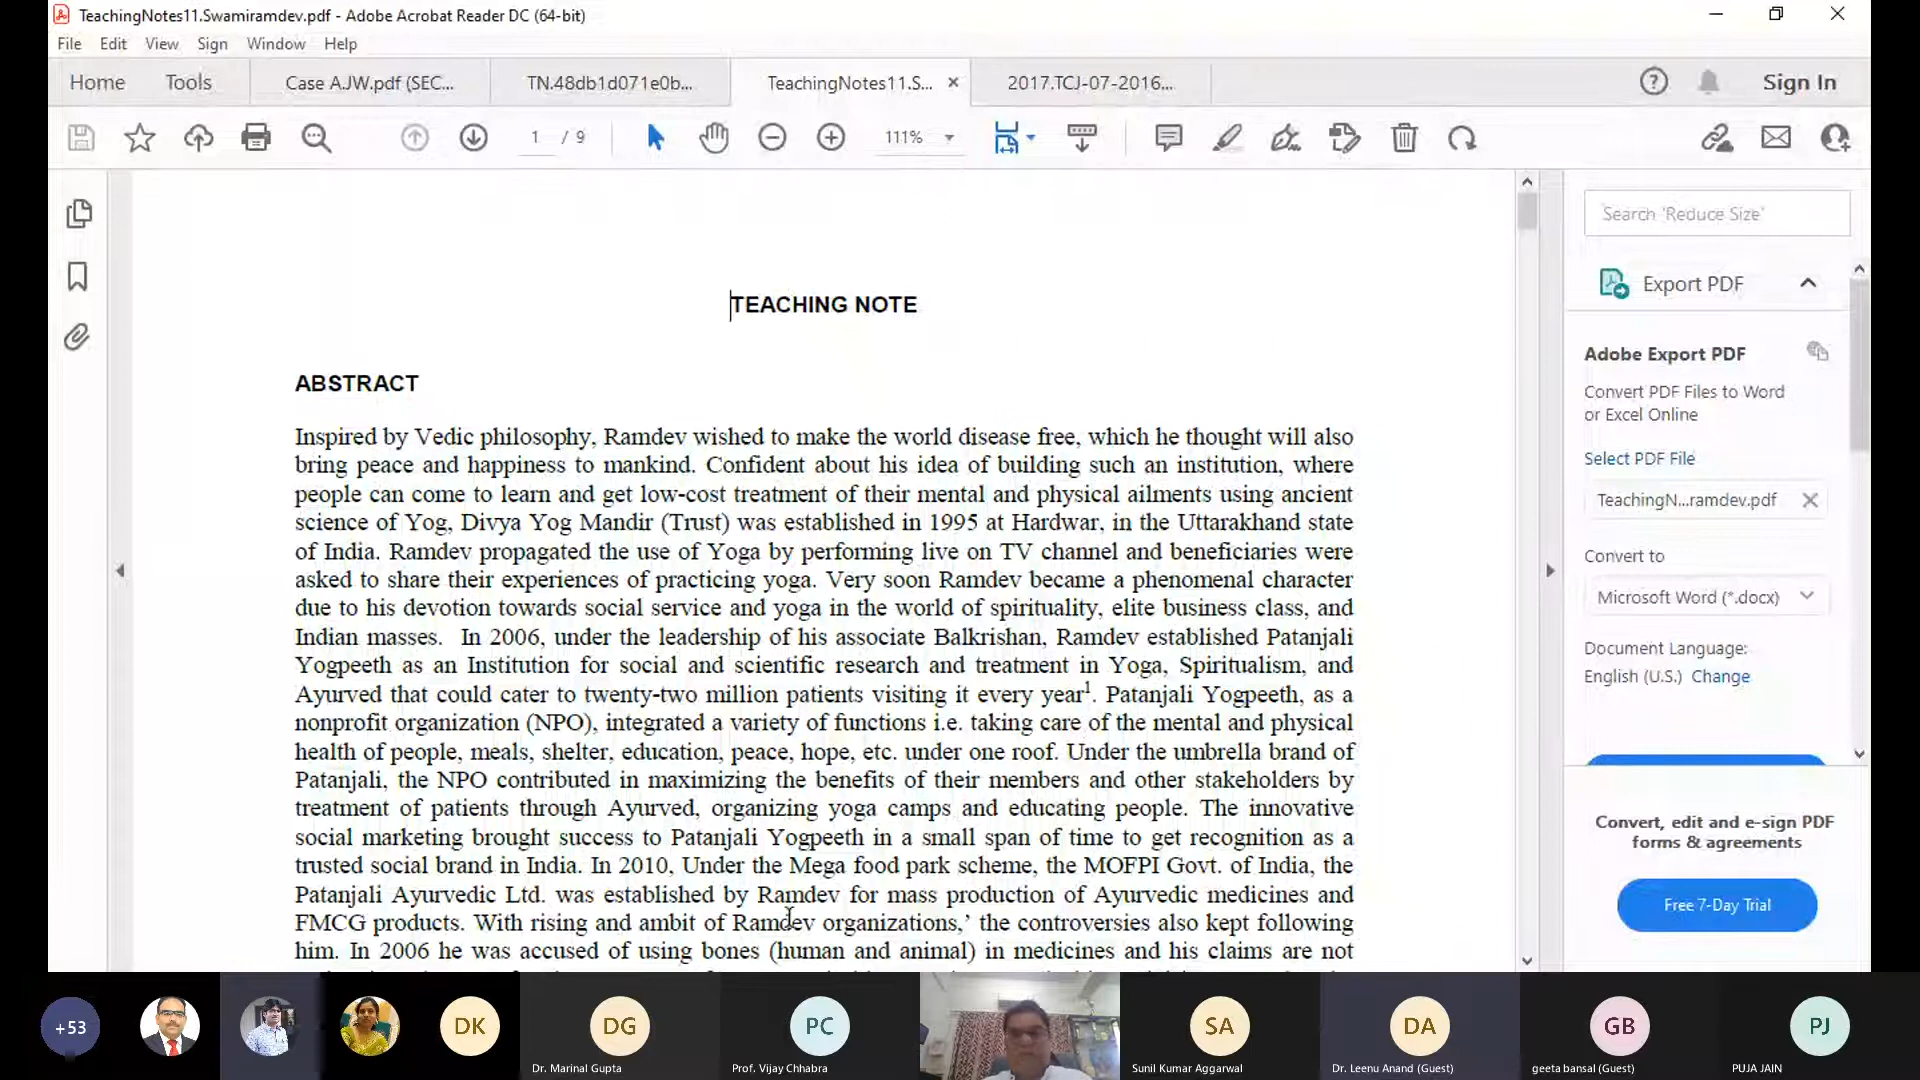 TeachingNotes11.Swamiramdev.pdf - Adobe Acrobat Reader DC (64-bit)
File Edit View Sign Window Help
Home Tools Case A.JW.pdf (SEC... TN.48db1d071e0b... TeachingNotes11.S... 2017.TCJ-07-2016... Sign In
1 / 9 111%
Search 'Reduce Size'
Export PDF
Adobe Export PDF
Convert PDF Files to Word
or Excel Online
Select PDF File
TeachingN...ramdev.pdf
Convert to
Microsoft Word (*.docx)
Document Language:
English (U.S.) Change
Convert, edit and e-sign PDF
forms & agreements
Free 7-Day Trial
TEACHING NOTE
ABSTRACT
Inspired by Vedic philosophy, Ramdev wished to make the world disease free, which he thought will also
bring peace and happiness to mankind. Confident about his idea of building such an institution, where
people can come to learn and get low-cost treatment of their mental and physical ailments using ancient
science of Yog, Divya Yog Mandir (Trust) was established in 1995 at Hardwar, in the Uttarakhand state
of India. Ramdev propagated the use of Yoga by performing live on TV channel and beneficiaries were
asked to share their experiences of practicing yoga. Very soon Ramdev became a phenomenal character
due to his devotion towards social service and yoga in the world of spirituality, elite business class, and
Indian masses. In 2006, under the leadership of his associate Balkrishan, Ramdev established Patanjali
Yogpeeth as an Institution for social and scientific research and treatment in Yoga, Spiritualism, and
Ayurved that could cater to twenty-two million patients visiting it every year1. Patanjali Yogpeeth, as a
nonprofit organization (NPO), integrated a variety of functions i.e. taking care of the mental and physical
health of people, meals, shelter, education, peace, hope, etc. under one roof. Under the umbrella brand of
Patanjali, the NPO contributed in maximizing the benefits of their members and other stakeholders by
treatment of patients through Ayurved, organizing yoga camps and educating people. The innovative
social marketing brought success to Patanjali Yogpeeth in a small span of time to get recognition as a
trusted social brand in India. In 2010, Under the Mega food park scheme, the MOFPI Govt. of India, the
Patanjali Ayurvedic Ltd. was established by Ramdev for mass production of Ayurvedic medicines and
FMCG products. With rising and ambit of Ramdev organizations,’ the controversies also kept following
him. In 2006 he was accused of using bones (human and animal) in medicines and his claims are not
+53 DK DG PC SA DA GB PJ
Dr. Marinal Gupta Prof. Vijay Chhabra Sunil Kumar Aggarwal Dr. Leenu Anand (Guest) geeta bansal (Guest) PUJA JAIN